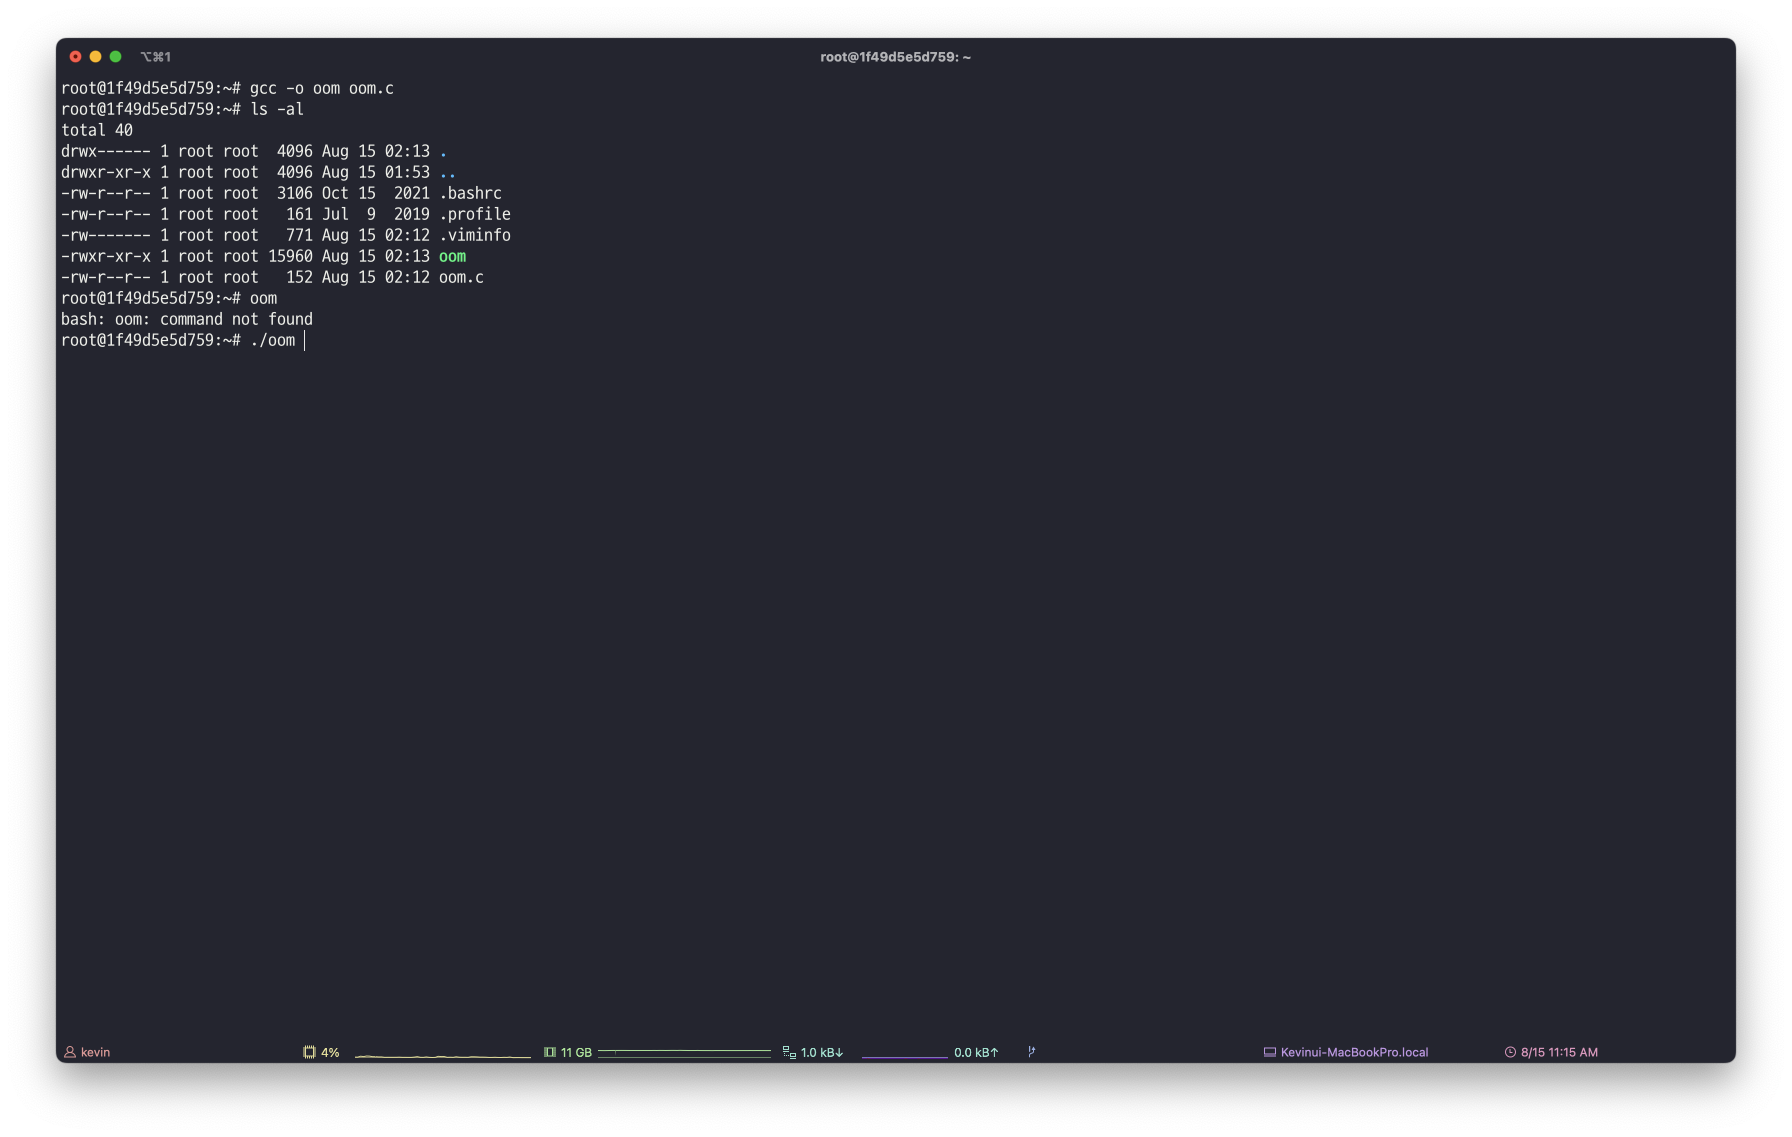 ⌥⌘1 root@1f49d5e5d759: ~
root@1f49d5e5d759:~# gcc -o oom oom.c
root@1f49d5e5d759:~# ls -al
total 40
drwx------ 1 root root  4096 Aug 15 02:13 .
drwxr-xr-x 1 root root  4096 Aug 15 01:53 ..
-rw-r--r-- 1 root root  3106 Oct 15  2021 .bashrc
-rw-r--r-- 1 root root   161 Jul  9  2019 .profile
-rw------- 1 root root   771 Aug 15 02:12 .viminfo
-rwxr-xr-x 1 root root 15960 Aug 15 02:13 oom
-rw-r--r-- 1 root root   152 Aug 15 02:12 oom.c
root@1f49d5e5d759:~# oom
bash: oom: command not found
root@1f49d5e5d759:~# ./oom
kevin 4% 11 GB 1.0 kB↓ 0.0 kB↑ Kevinui-MacBookPro.local 8/15 11:15 AM